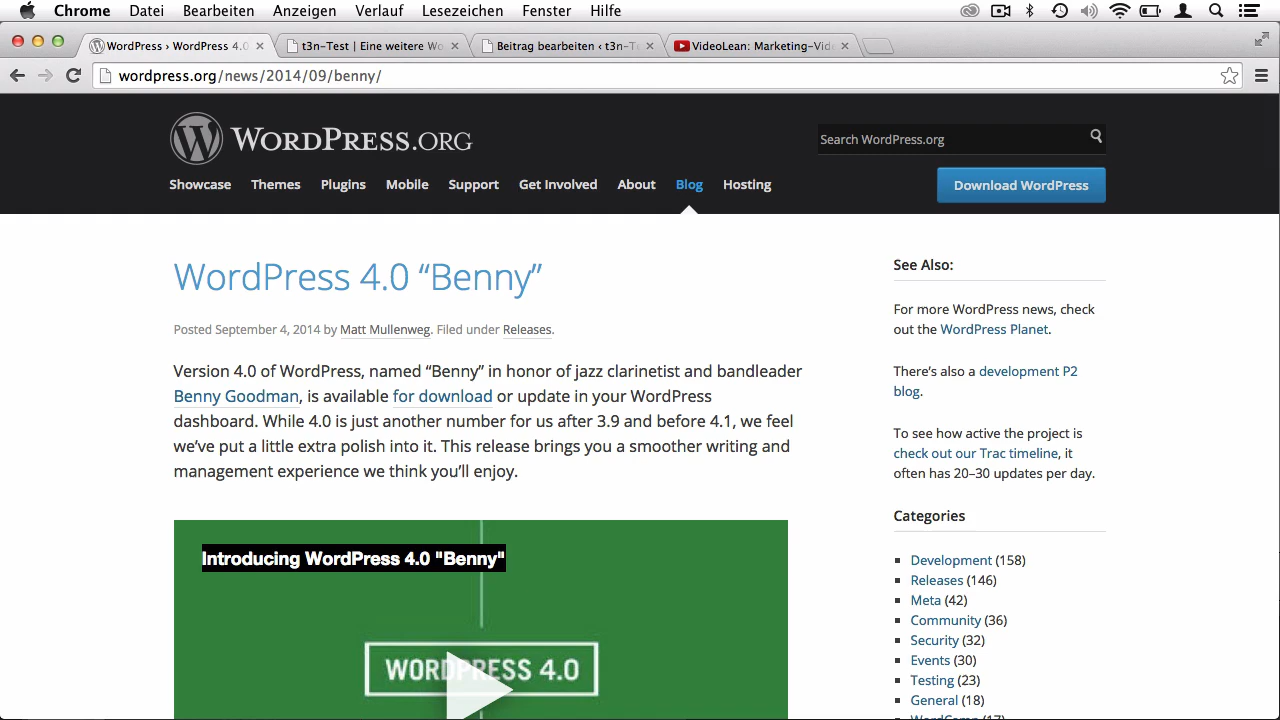 Chrome Datei Bearbeiten Anzeigen Verlauf Lesezeichen Fenster Hilfe
WordPress › WordPress 4.0
t3n-Test | Eine weitere Wo
Beitrag bearbeiten ‹ t3n-Te
VideoLean: Marketing-Vide
wordpress.org/news/2014/09/benny/
WORDPRESS.ORG
Search WordPress.org
Showcase Themes Plugins Mobile Support Get Involved About Blog Hosting
Download WordPress
WordPress 4.0 “Benny”
Posted September 4, 2014 by Matt Mullenweg. Filed under Releases.
Version 4.0 of WordPress, named “Benny” in honor of jazz clarinetist and bandleader
Benny Goodman, is available for download or update in your WordPress
dashboard. While 4.0 is just another number for us after 3.9 and before 4.1, we feel
we’ve put a little extra polish into it. This release brings you a smoother writing and
management experience we think you’ll enjoy.
Introducing WordPress 4.0 "Benny"
WORDPRESS 4.0
See Also:
For more WordPress news, check
out the WordPress Planet.
There’s also a development P2
blog.
To see how active the project is
check out our Trac timeline, it
often has 20–30 updates per day.
Categories
Development (158)
Releases (146)
Meta (42)
Community (36)
Security (32)
Events (30)
Testing (23)
General (18)
WordCamp (17)